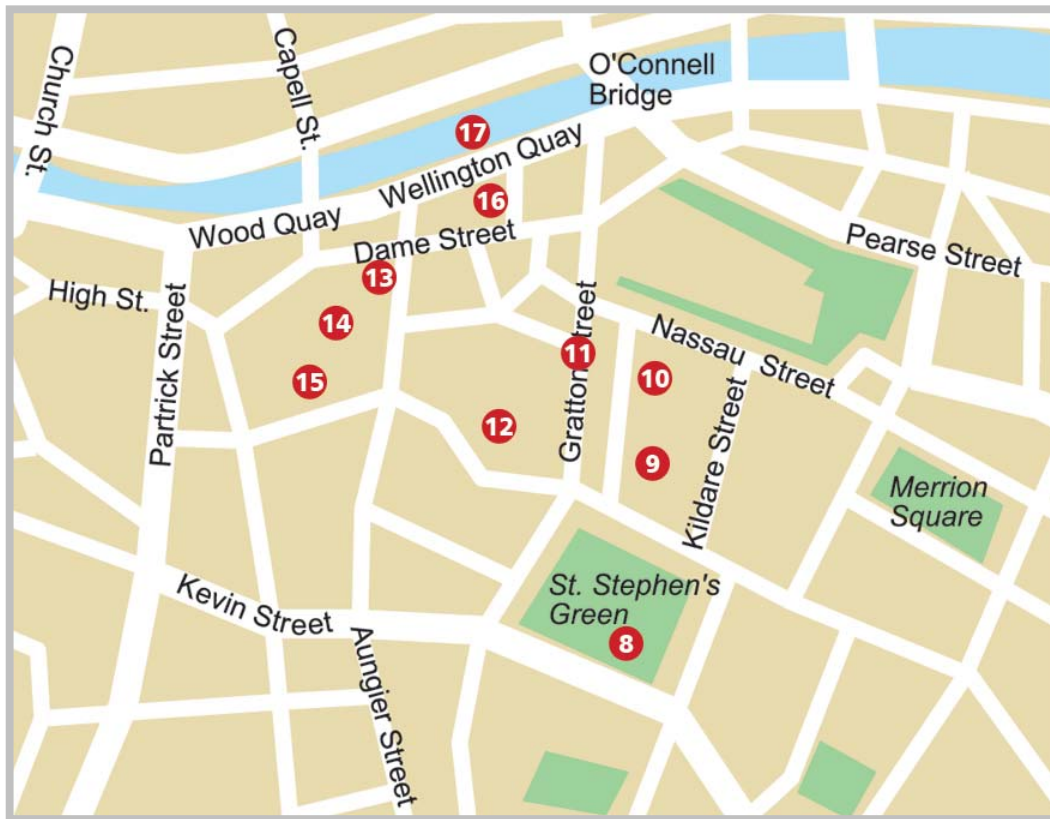 Church St.
Capell St.
O'Connell
Bridge
17
Wellington Quay
16
Wood Quay
Dame Street
Pearse Street
13
High St.
14
Nassau Street
11
Gratton Street
10
15
Partrick Street
12
9
Kildare Street
Merrion
Square
St. Stephen's
Green
8
Kevin Street
Aungier Street